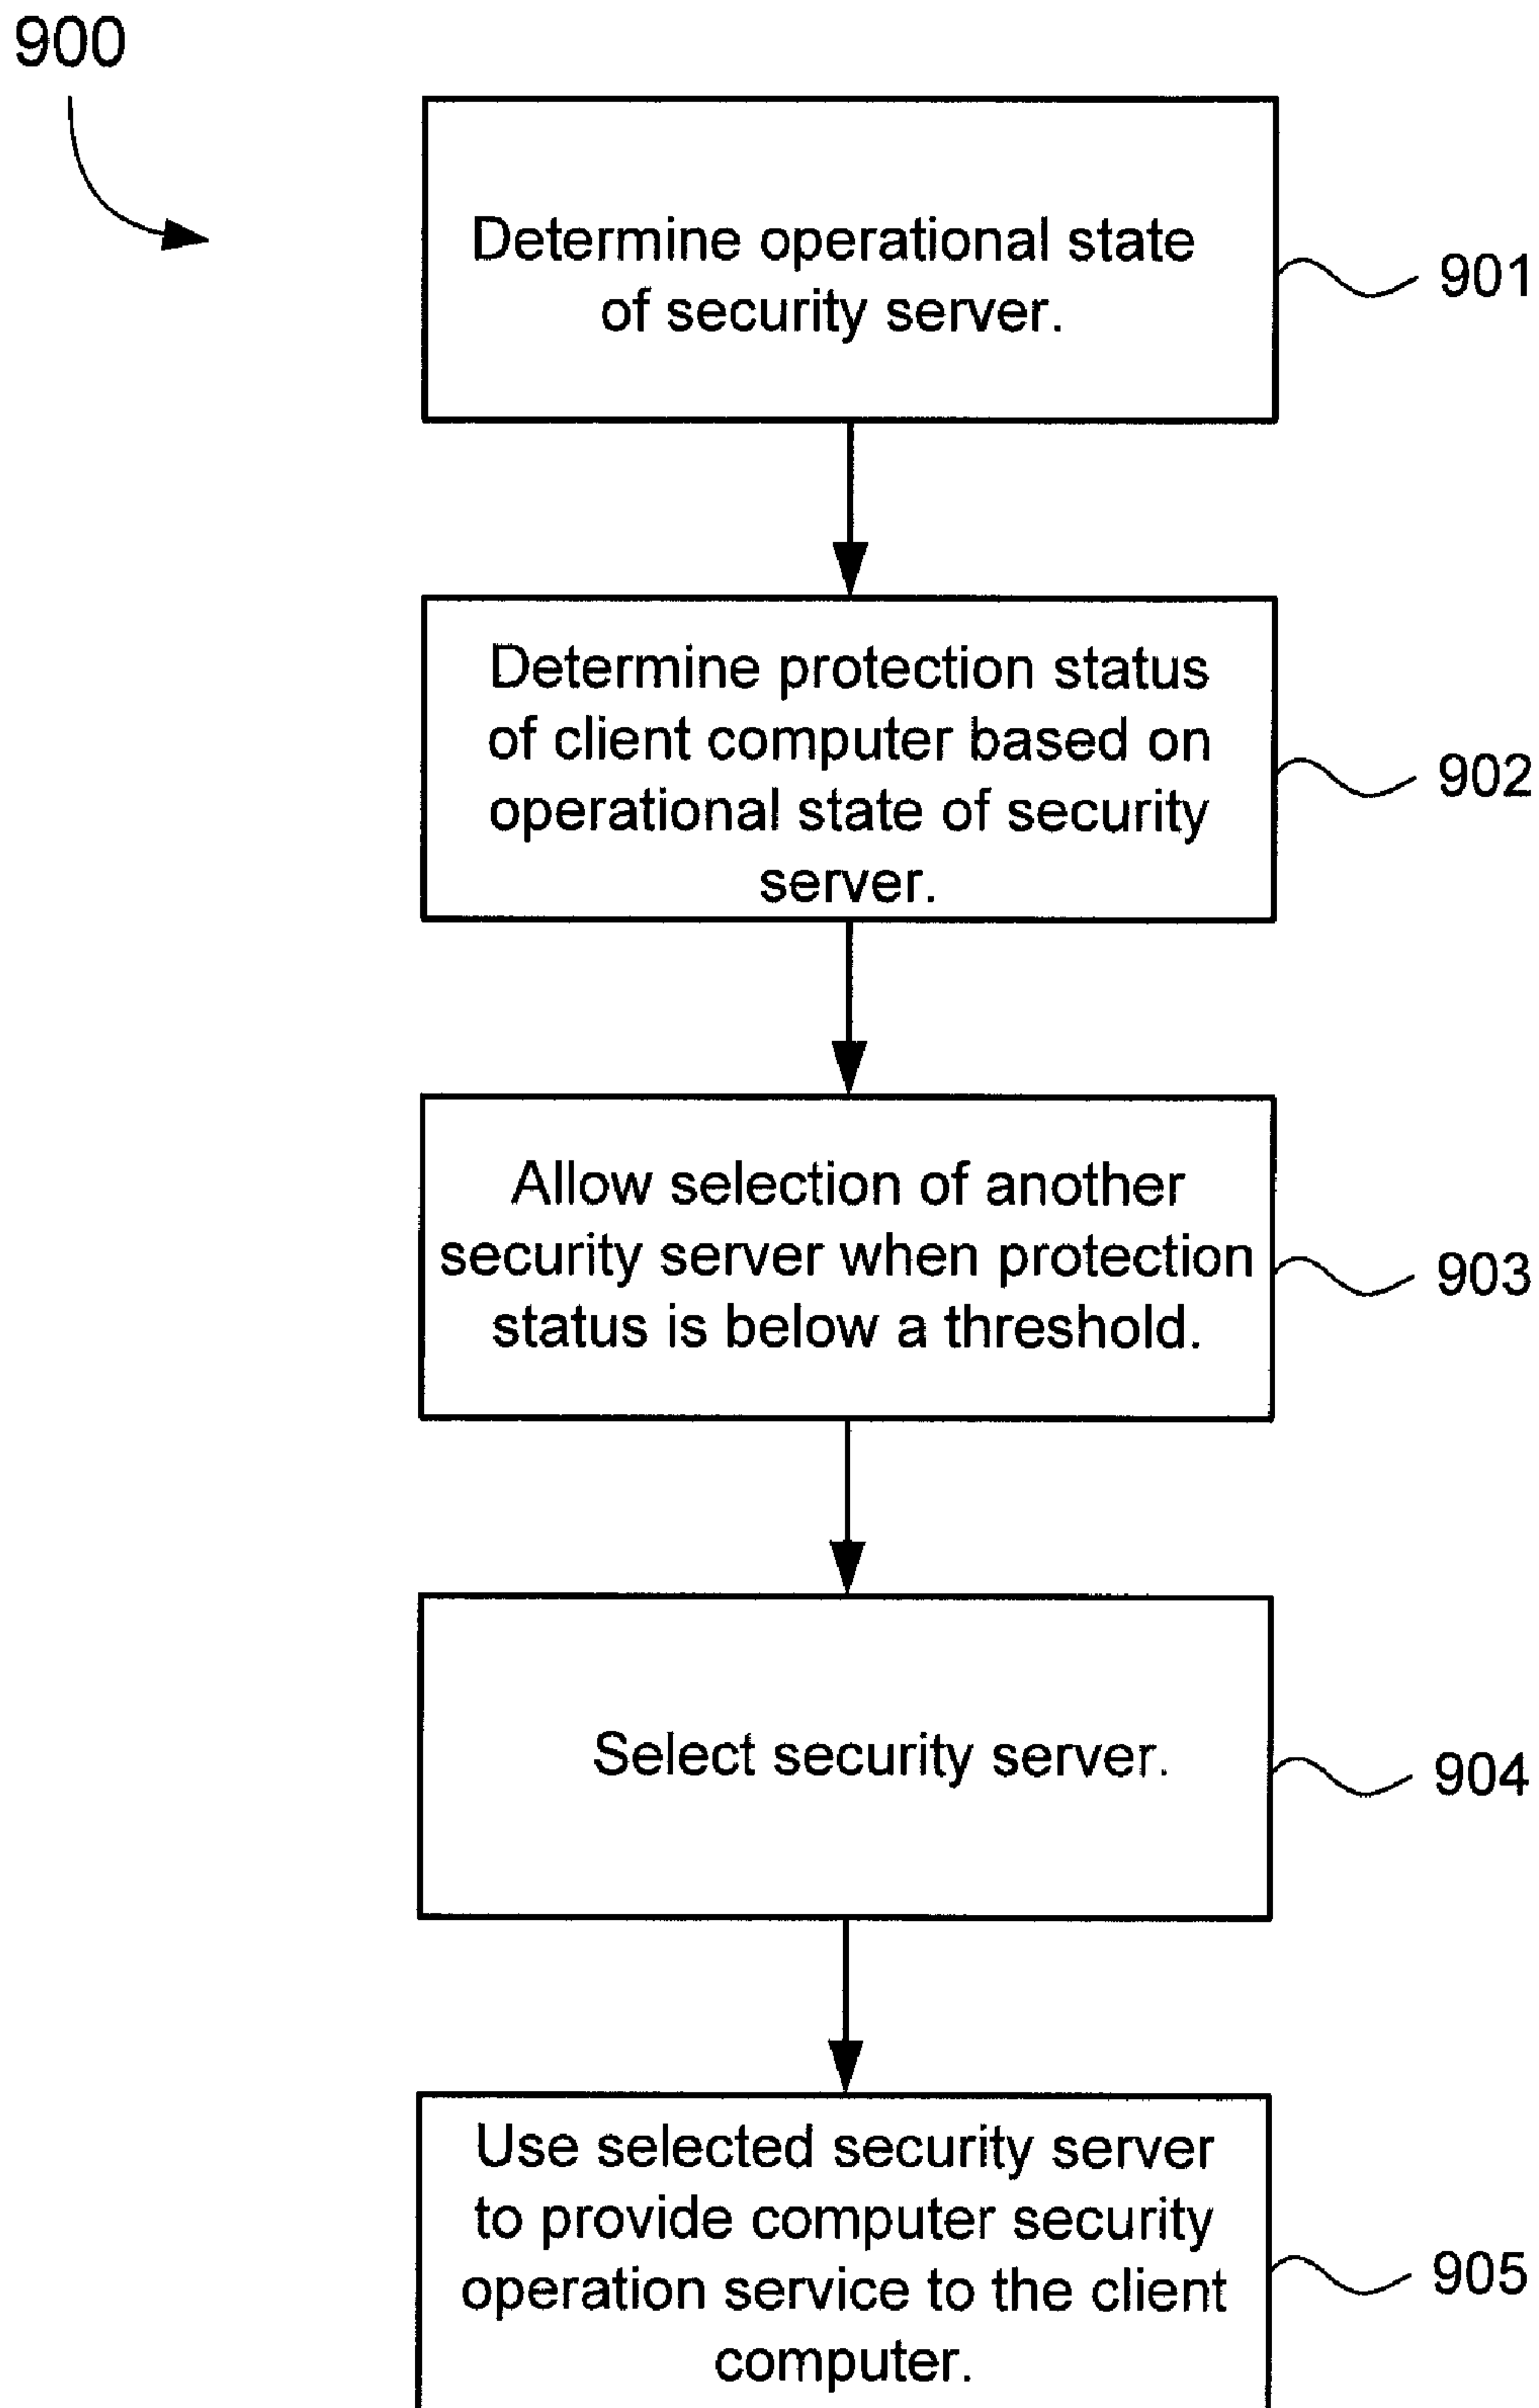 900
Determine operational state
of security server.
901
Determine protection status
of client computer based on
operational state of security
server.
902
Allow selection of another
security server when protection
status is below a threshold.
903
Select security server.
904
Use selected security server
to provide computer security
operation service to the client
computer.
905